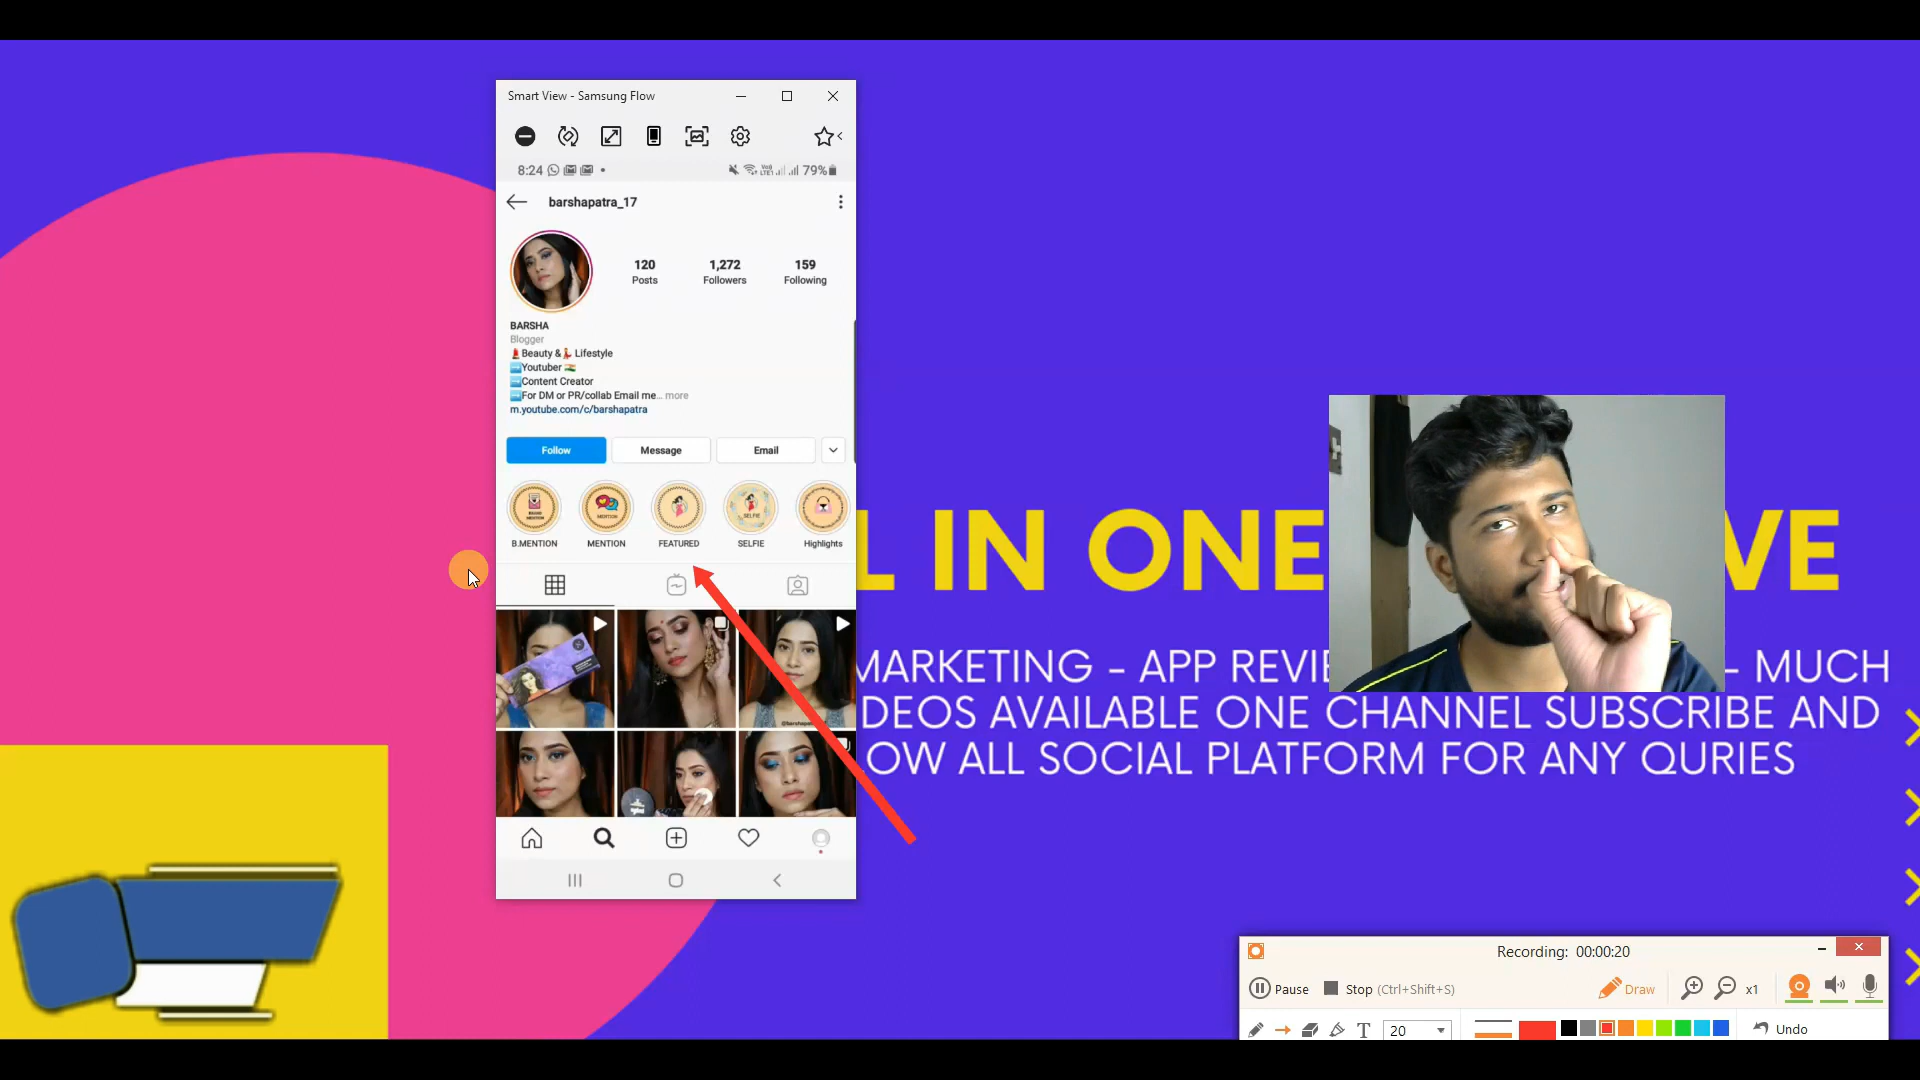 Smart View - Samsung Flow
8:24
79%
barshapatra_17
120
Posts
1,272
Followers
159
Following
BARSHA
Blogger
Beauty & Lifestyle
Youtuber
Content Creator
For DM or PR/collab Email me... more
m.youtube.com/c/barshapatra
Follow
Message
Email
MENTION
SELFIE
B.MENTION
MENTION
FEATURED
SELFIE
Highlights
L IN ONE
VE
MARKETING - APP REVIE
- MUCH
DEOS AVAILABLE ONE CHANNEL SUBSCRIBE AND
OW ALL SOCIAL PLATFORM FOR ANY QURIES
Recording: 00:00:20
Pause
Stop (Ctrl+Shift+S)
Draw
x1
T
20
Undo